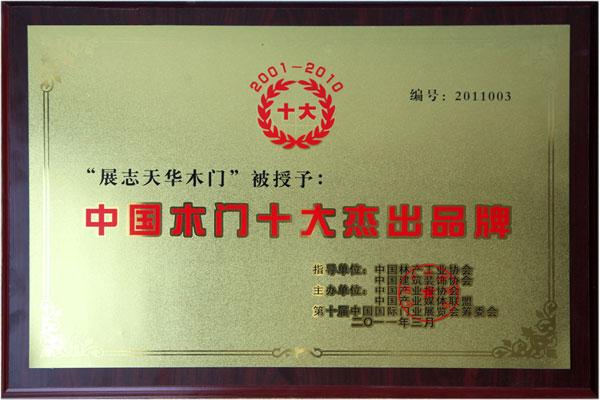 2001-2010
十大
编号：2011003
“展志天华木门”被授予：
中国木门十大杰出品牌
指导单位：中国林产工业协会
中国建筑装饰协会
主办单位：中国产业报协会
中国产业媒体联盟
第十届中国国际门业展览会筹委会
二〇一一年三月